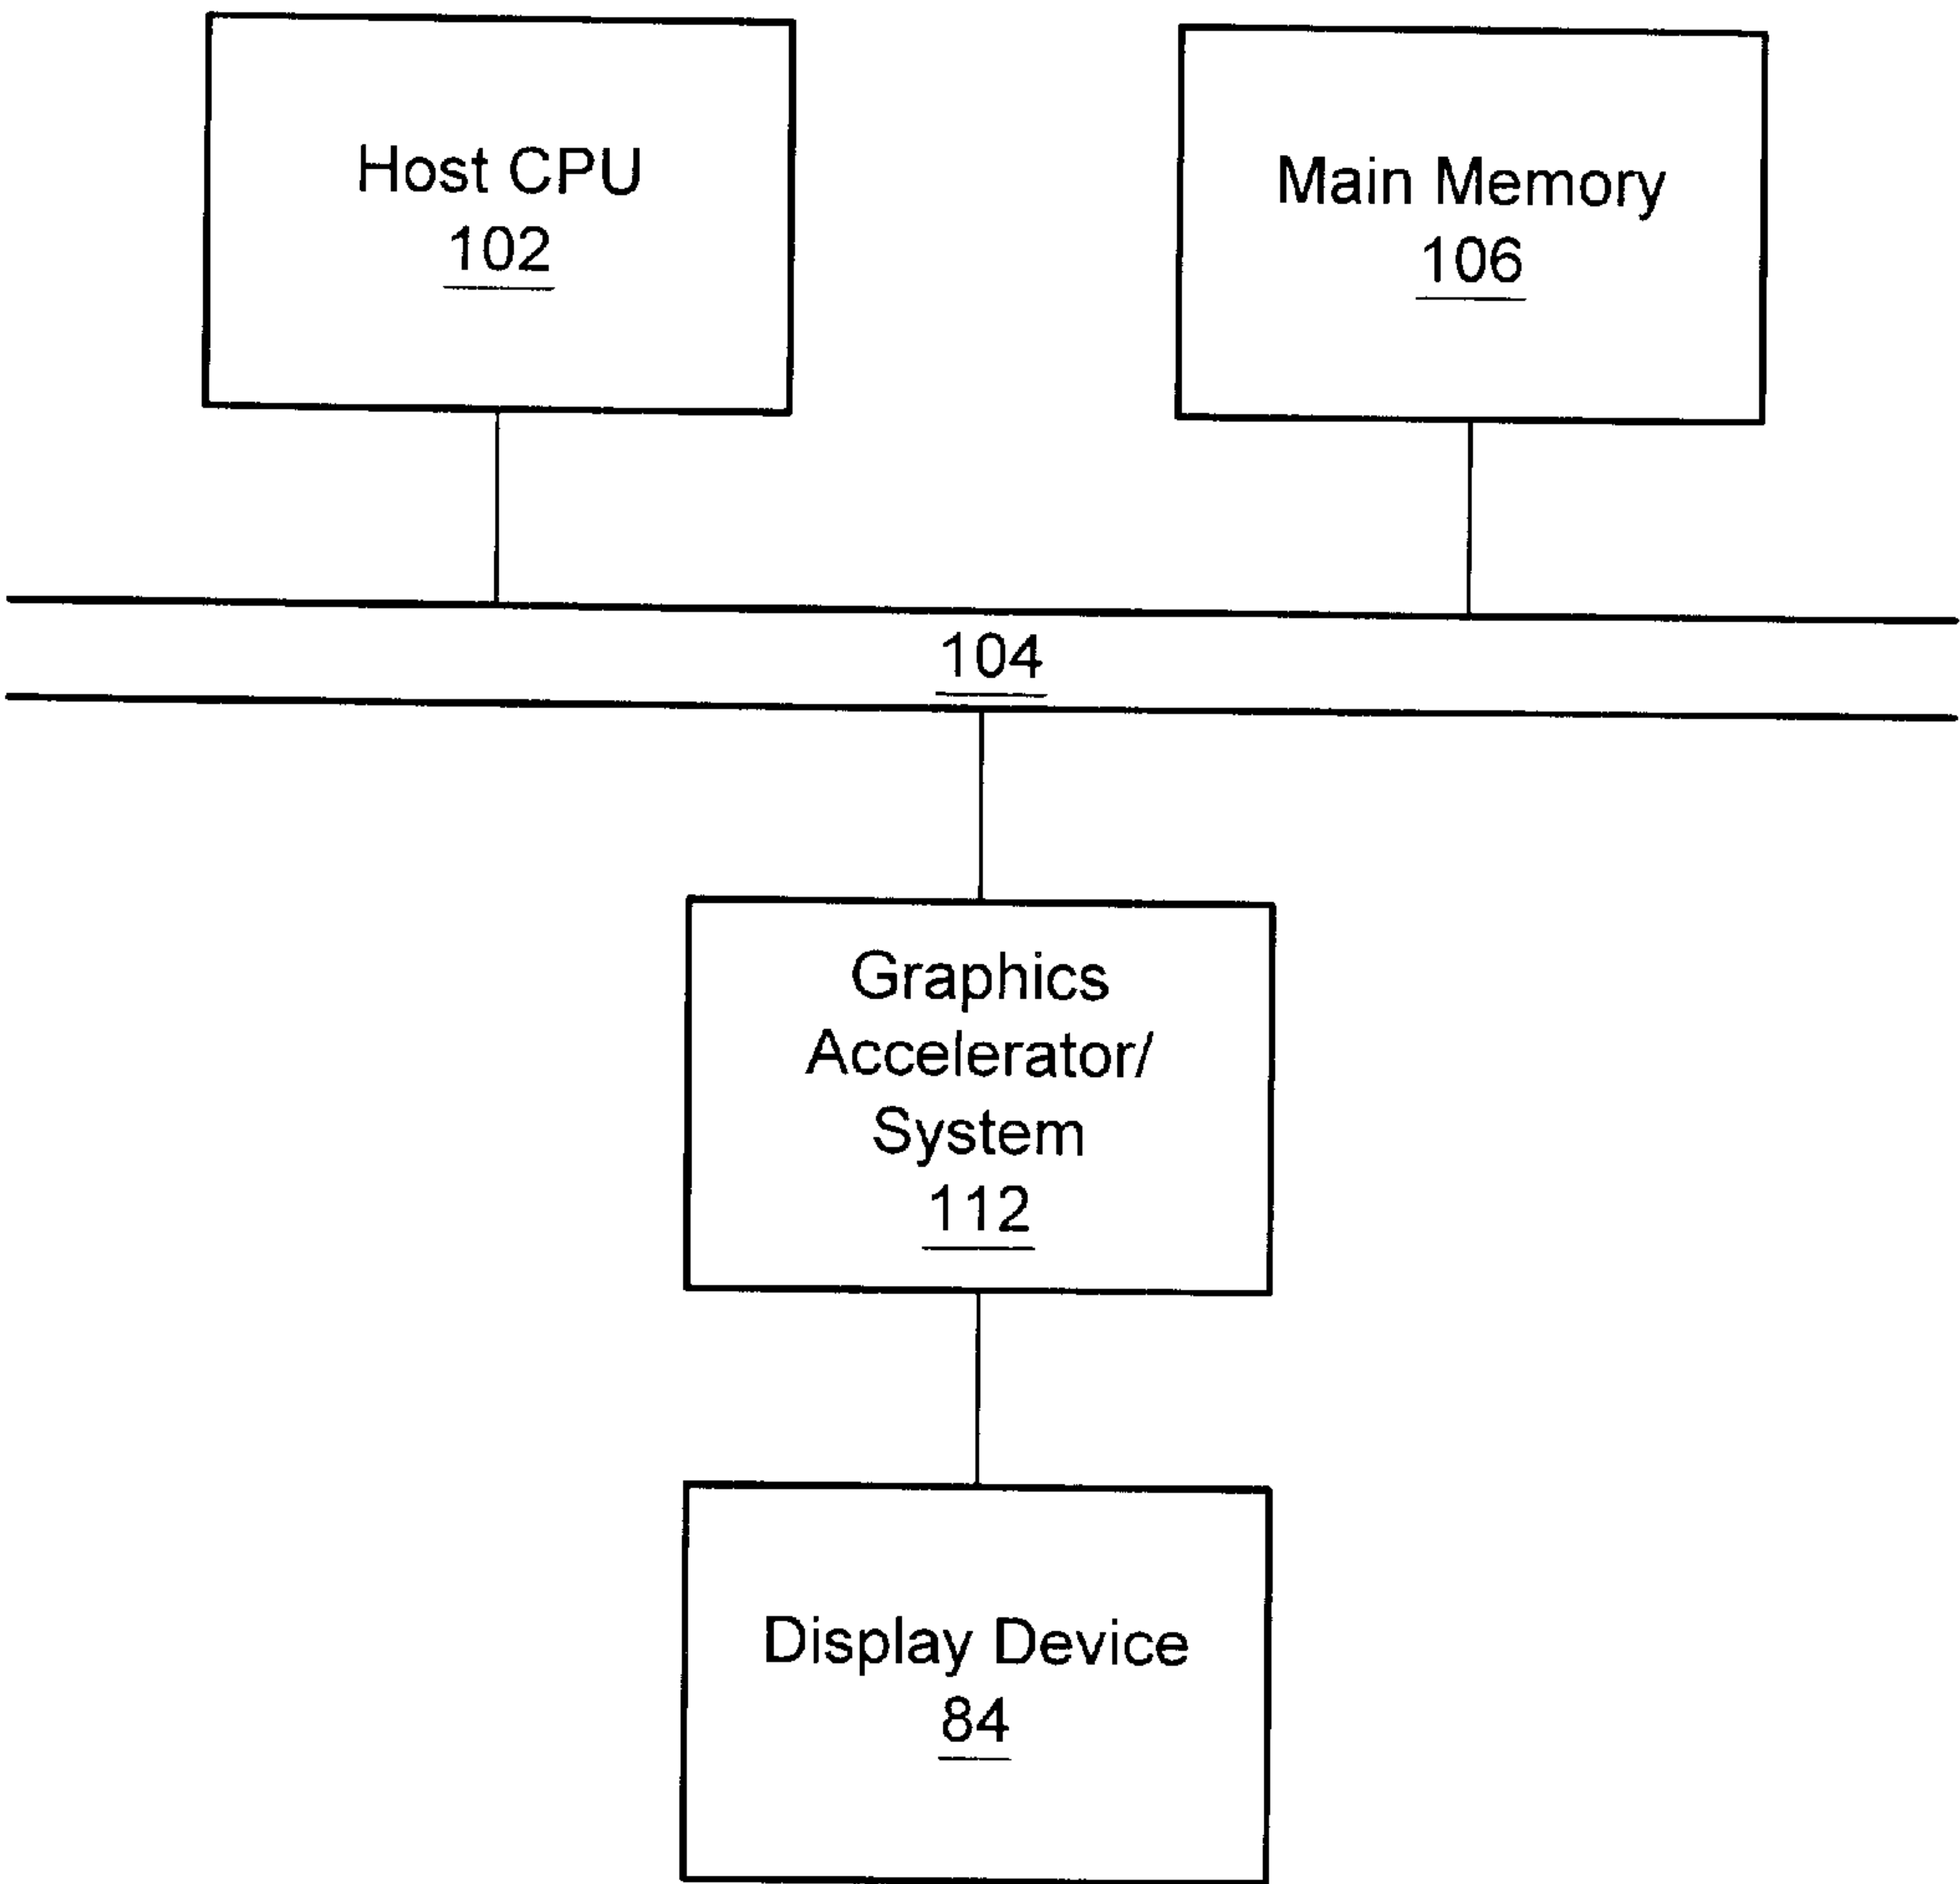 Host CPU
102
Main Memory
106
104
Graphics
Accelerator/
System
112
Display Device
84